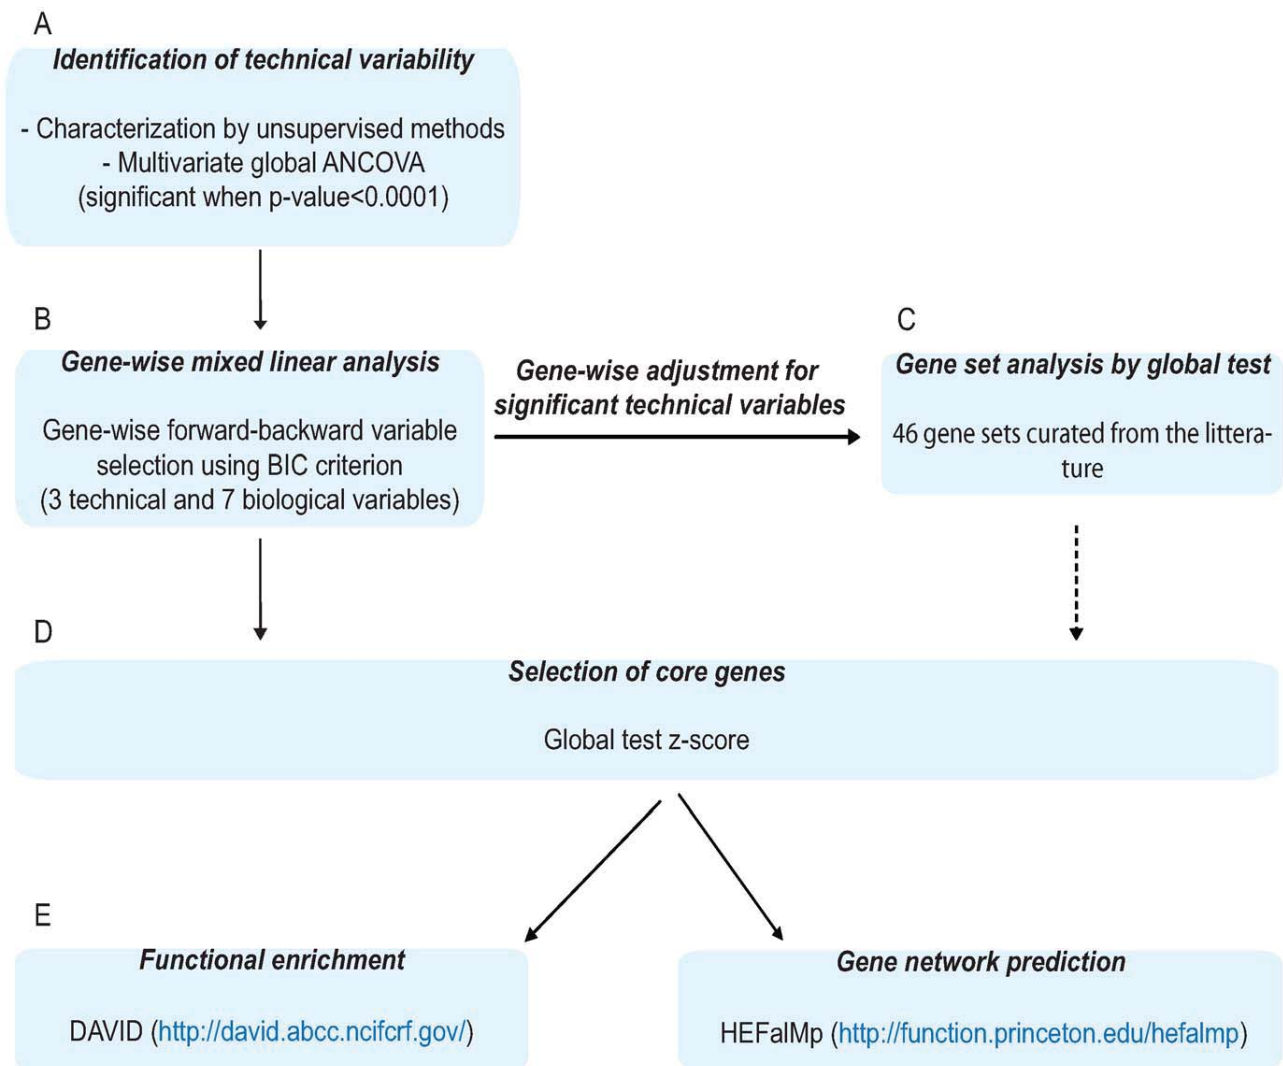 A
Identification of technical variability
- Characterization by unsupervised methods
- Multivariate global ANCOVA
(significant when p-value<0.0001)
B
Gene-wise mixed linear analysis
Gene-wise forward-backward variable
selection using BIC criterion
(3 technical and 7 biological variables)
Gene-wise adjustment for
significant technical variables
C
Gene set analysis by global test
46 gene sets curated from the littera-
ture
D
Selection of core genes
Global test z-score
E
Functional enrichment
DAVID (http://david.abcc.ncifcrf.gov/)
Gene network prediction
HEFalMp (http://function.princeton.edu/hefalmp)